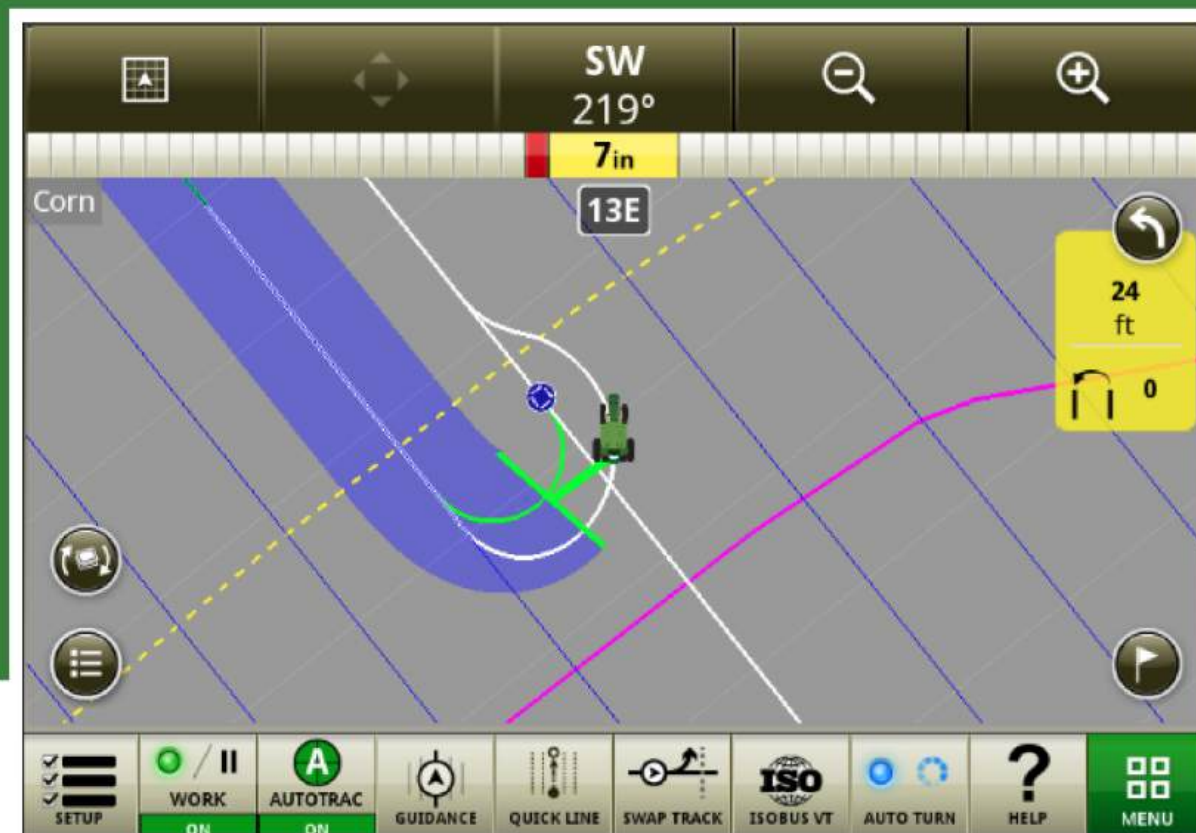 SW
219°
7in
Corn
13E
24
ft
0
SETUP
WORK
ON
A
AUTOTRAC
ON
GUIDANCE
QUICK LINE
SWAP TRACK
ISO
ISOBUS VT
AUTO TURN
?
HELP
MENU